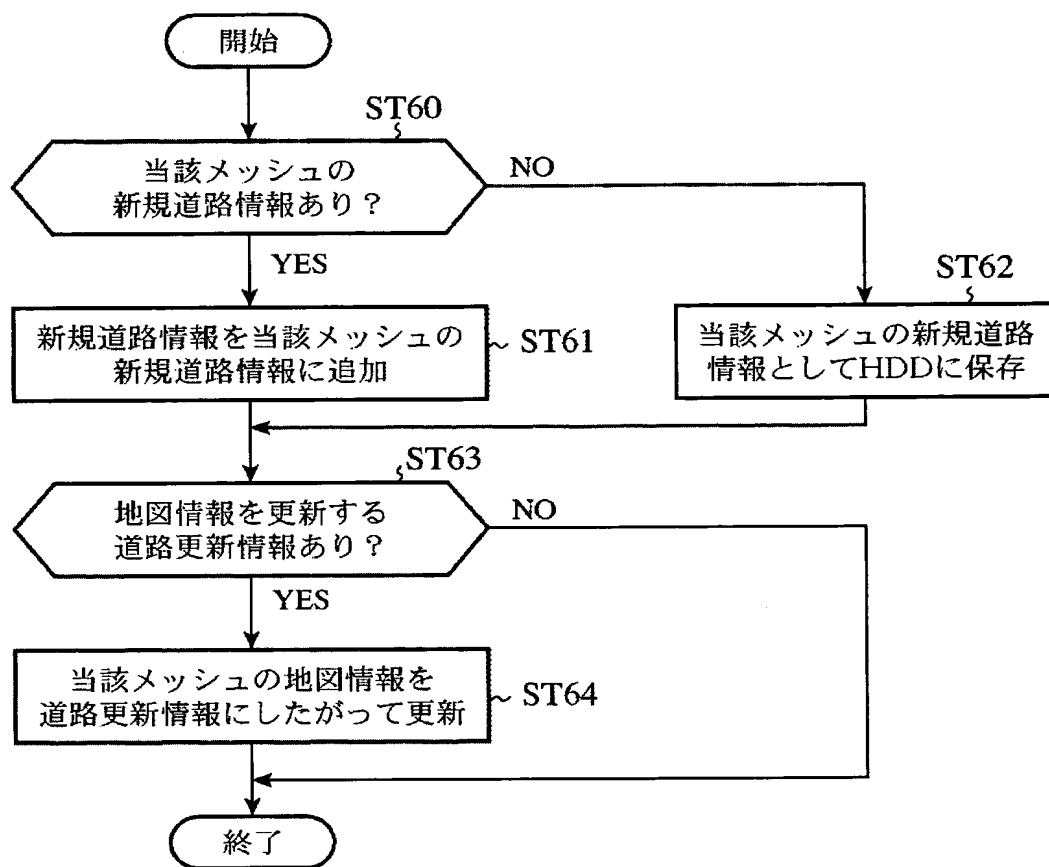 開始
ST60
当該メッシュの
新規道路情報あり？
NO
YES
ST62
新規道路情報を当該メッシュの
新規道路情報に追加
ST61
当該メッシュの新規道路
情報としてHDDに保存
ST63
地図情報を更新する
道路更新情報あり？
NO
YES
当該メッシュの地図情報を
道路更新情報にしたがって更新
ST64
終了